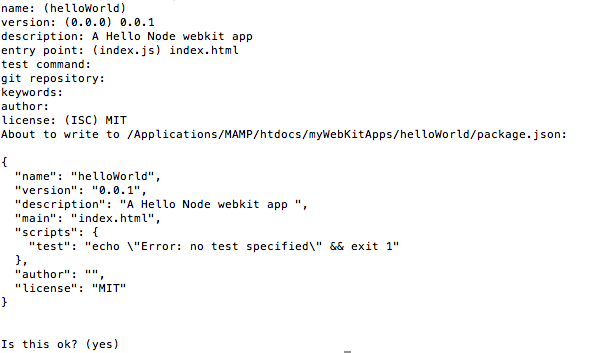 name: (helloWorld)
version: (0.0.0) 0.0.1
description: A Hello Node webkit app
entry point: (index.js) index.html
test command:
git repository:
keywords:
author:
license: (ISC) MIT
About to write to /Applications/MAMP/htdocs/myWebKitApps/helloWorld/package.json:
{
  "name": "helloWorld",
  "version": "0.0.1",
  "description": "A Hello Node webkit app ",
  "main": "index.html",
  "scripts": {
    "test": "echo \"Error: no test specified\" && exit 1"
  },
  "author": "",
  "license": "MIT"
}
Is this ok? (yes)